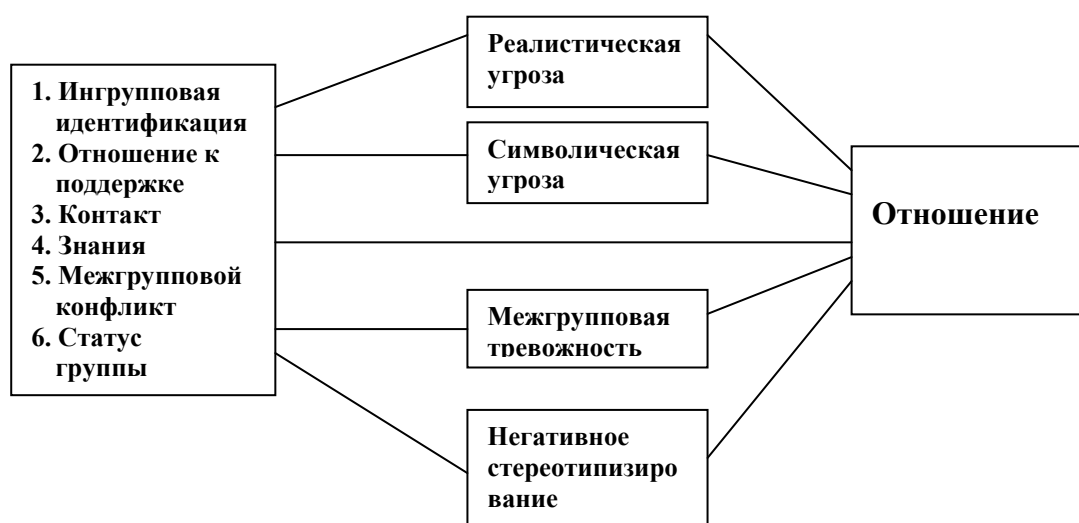 1. Ингрупповая
идентификация
2. Отношение к
поддержке
3. Контакт
4. Знания
5. Межгрупповой
конфликт
6. Статус
группы
Реалистическая
угроза
Символическая
угроза
Межгрупповая
тревожность
Негативное
стереотипизиро
вание
Отношение